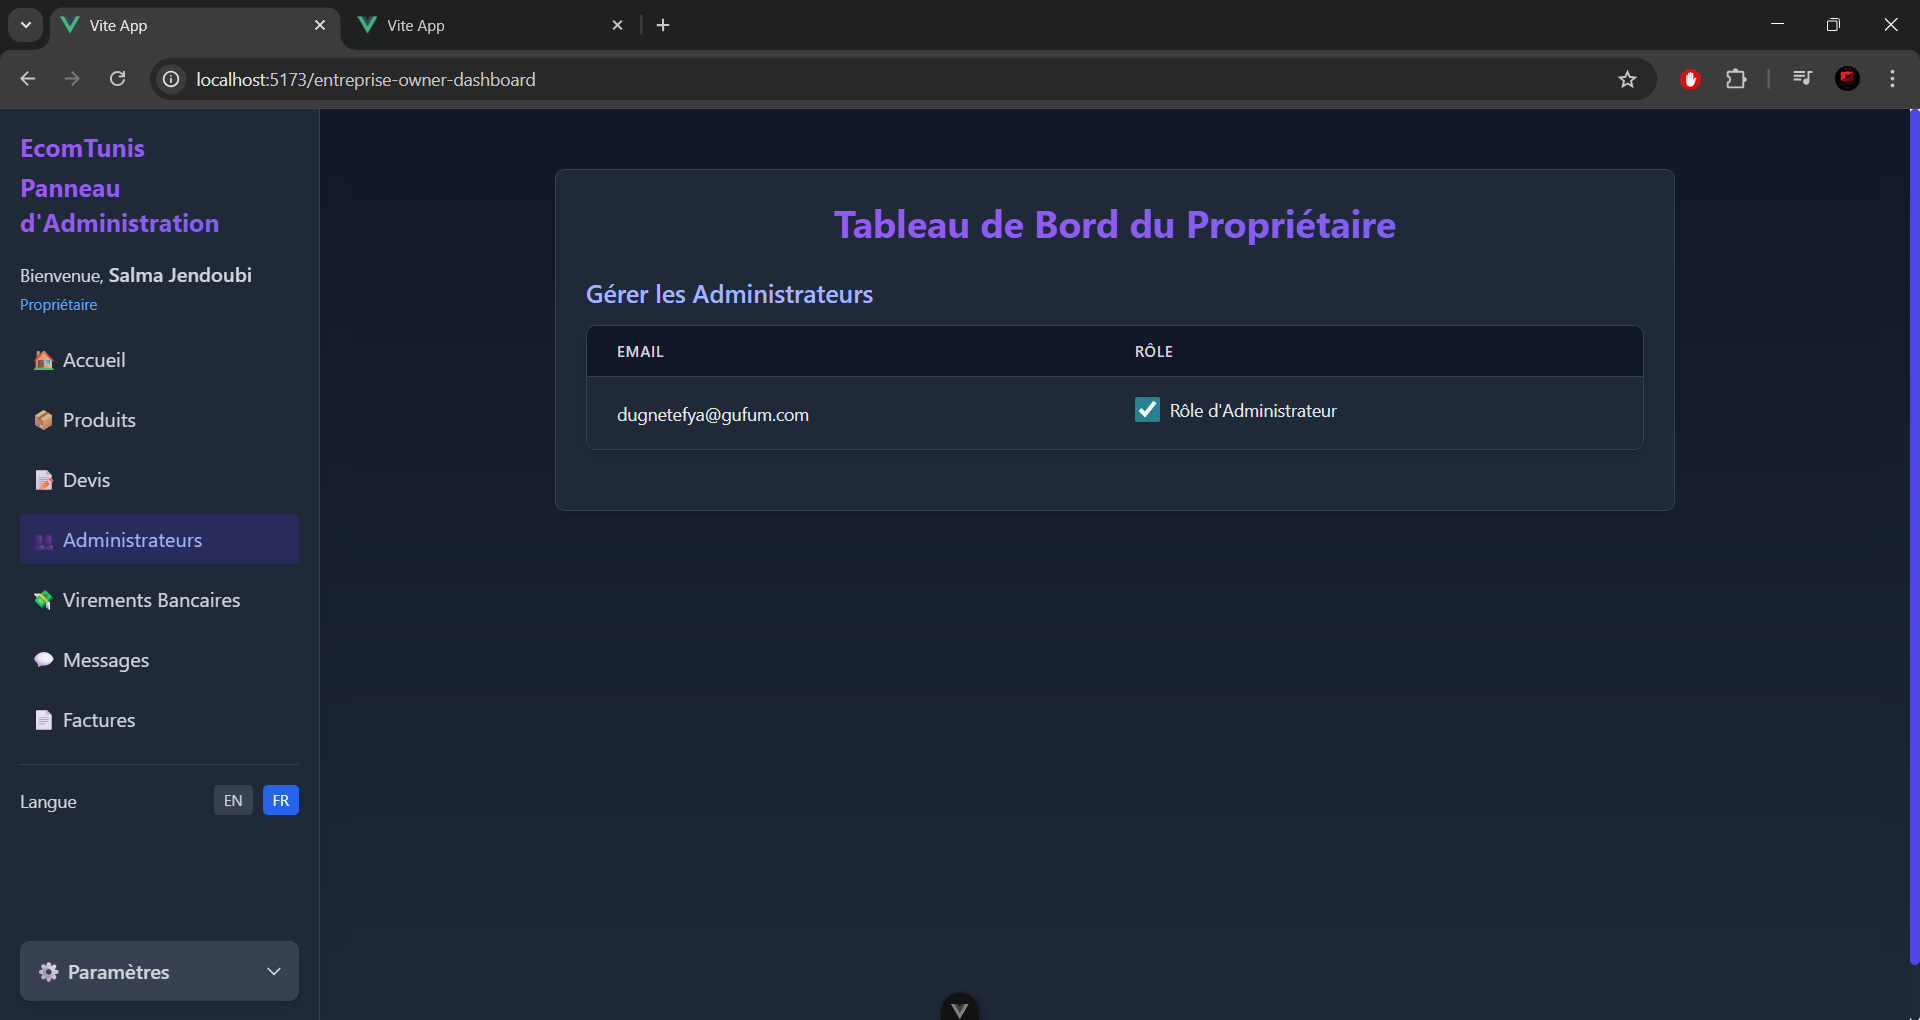 Vite App
Vite App
localhost:5173/entreprise-owner-dashboard
EcomTunis
Panneau
d'Administration
Bienvenue, Salma Jendoubi
Propriétaire
Accueil
Produits
Devis
Administrateurs
Virements Bancaires
Messages
Factures
Langue
EN
FR
Paramètres
Tableau de Bord du Propriétaire
Gérer les Administrateurs
EMAIL
RÔLE
dugnetefya@gufum.com
Rôle d'Administrateur